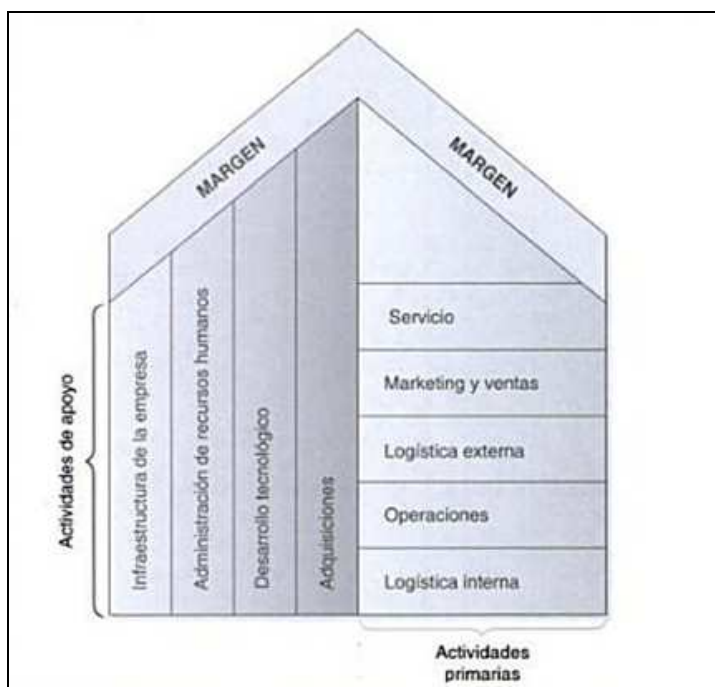 MARGEN
MARGEN
Actividades de apoyo
Infraestructura de la empresa
Administración de recursos humanos
Desarrollo tecnológico
Adquisiciones
Servicio
Marketing y ventas
Logística externa
Operaciones
Logística interna
Actividades
primarias